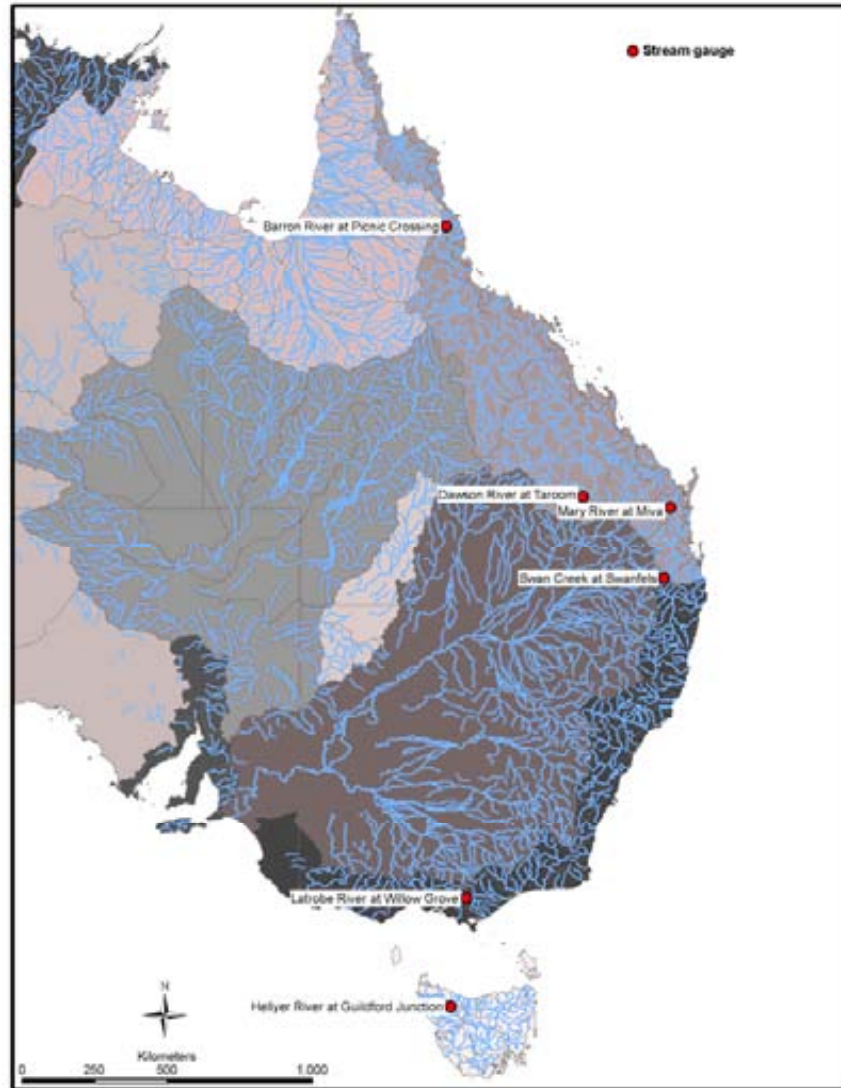 Stream gauge
Barron River at Picnic Crossing
Dawson River at Taroom
Mary River at Miva
Swan Creek at Swanfels
Latrobe River at Willow Grove
Hellyer River at Guildford Junction
N
Kilometers
0 250 500 1.000